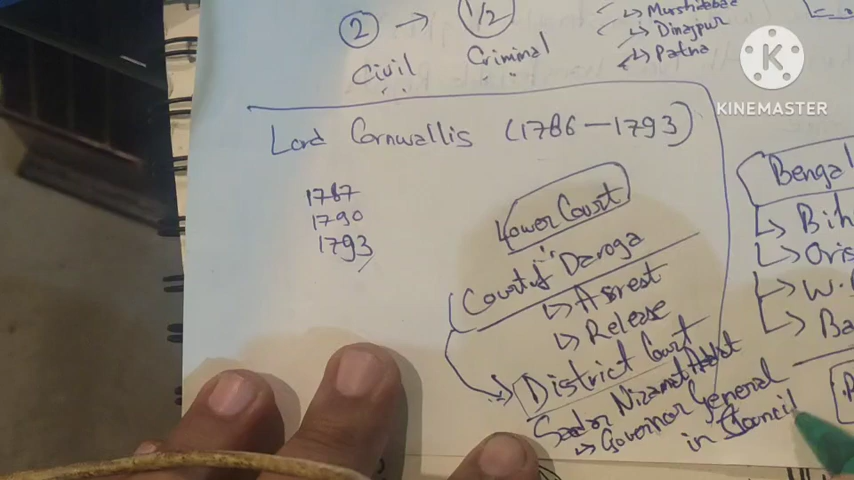 2 → 1/2
Civil
Criminal
↳ Murshidabad
↳ Dinajpur
↳ Patna
K
KINEMASTER
Lord Cornwallis (1786—1793)
1787
1790
1793
Lower Court
Court of Daroga
↳ Arrest
↳ Release
District Court
Sadar Nizamat Adalat
→ Governor General
in Council
Bengal
↳ Bih
↳ Oris
↳ W.
↳ Ba